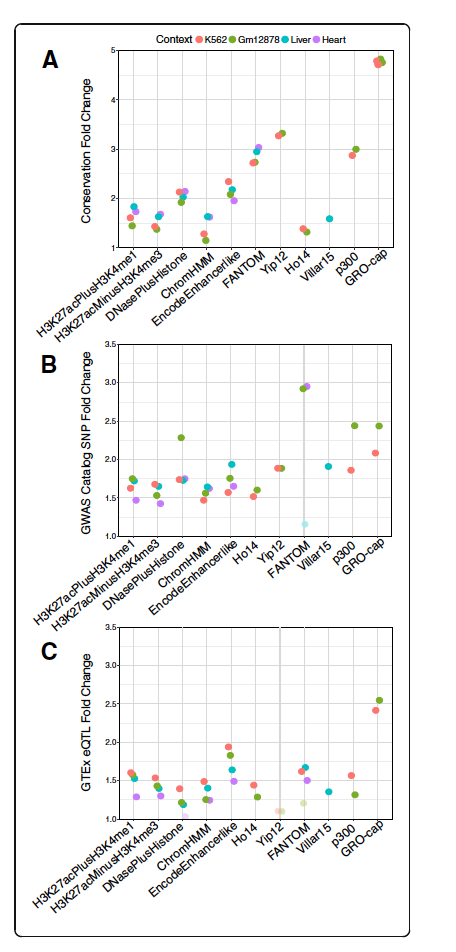 A
Context K562 Gm12878 Liver Heart
Conservation Fold Change
5
4
3
2
1
H3K27acPlusH3K4me1
H3K27acMinusH3K4me3
DNasePlusHistone
ChromHMM
EncodeEnhancerlike
FANTOM
Yip12
Ho14
Villar15
p300
GRO-cap
B
GWAS Catalog SNP Fold Change
3.5
3.0
2.5
2.0
1.5
1.0
H3K27acPlusH3K4me1
H3K27acMinusH3K4me3
DNasePlusHistone
ChromHMM
EncodeEnhancerlike
Ho14
Yip12
FANTOM
Villar15
p300
GRO-cap
C
GTEx eQTL Fold Change
3.5
3.0
2.5
2.0
1.5
1.0
H3K27acPlusH3K4me1
H3K27acMinusH3K4me3
DNasePlusHistone
ChromHMM
EncodeEnhancerlike
Ho14
Yip12
FANTOM
Villar15
p300
GRO-cap